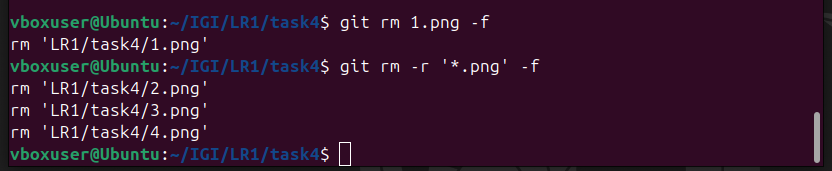 vboxuser@Ubuntu:~/IGI/LR1/task4$ git rm 1.png -f
rm 'LR1/task4/1.png'
vboxuser@Ubuntu:~/IGI/LR1/task4$ git rm -r '*.png' -f
rm 'LR1/task4/2.png'
rm 'LR1/task4/3.png'
rm 'LR1/task4/4.png'
vboxuser@Ubuntu:~/IGI/LR1/task4$